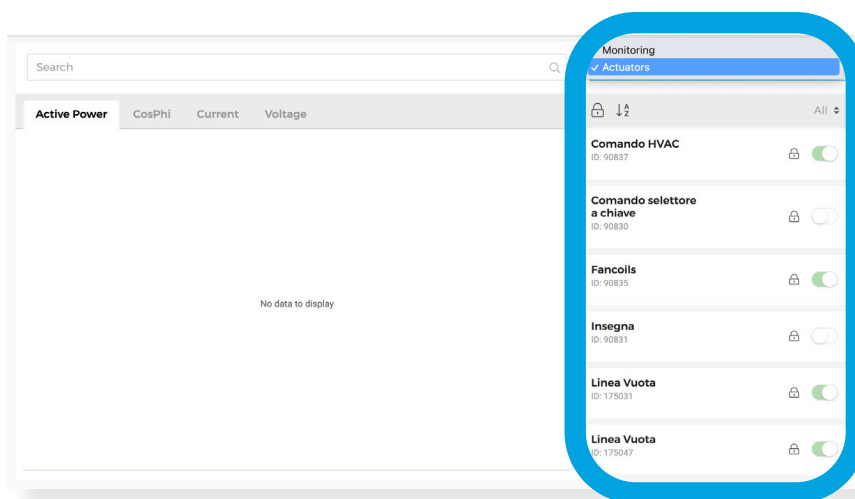 Monitoring
Search
✓ Actuators
Active Power CosPhi Current Voltage
All
Comando HVAC
ID: 90837
Comando selettore
a chiave
ID: 90830
Fancoils
ID: 90835
No data to display
Insegna
ID: 90831
Linea Vuota
ID: 175031
Linea Vuota
ID: 175047